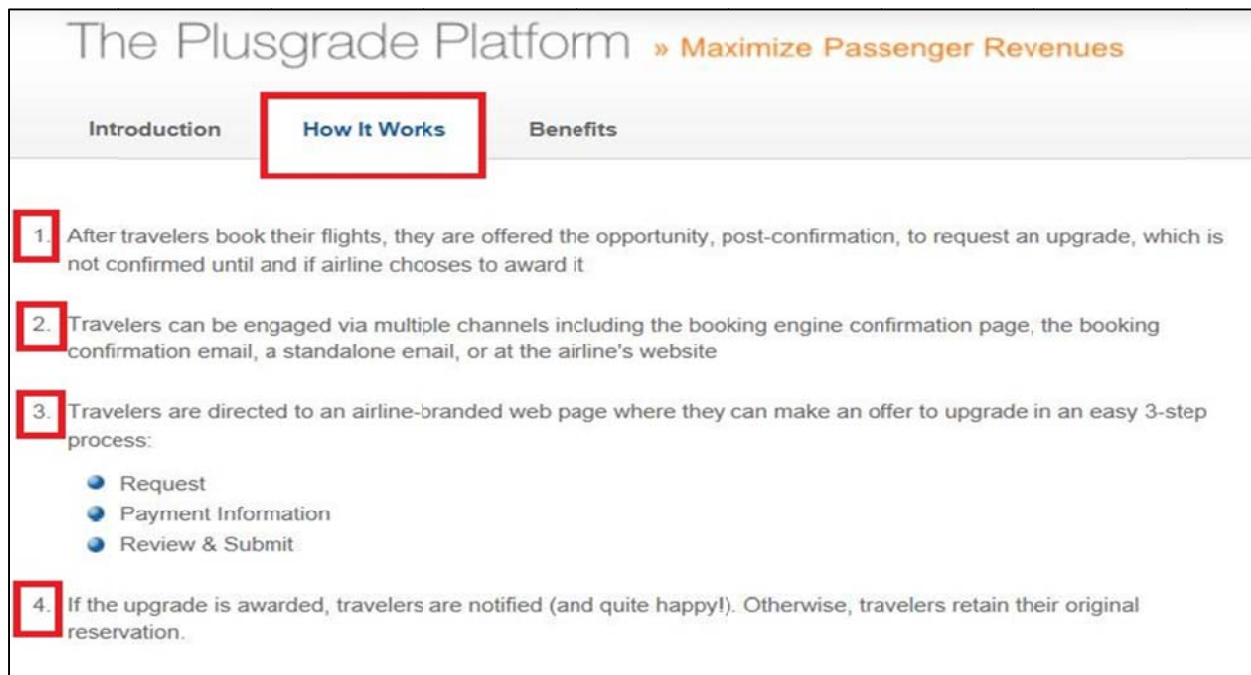 The Plusgrade Platform » Maximize Passenger Revenues
Introduction How It Works Benefits
1. After travelers book their flights, they are offered the opportunity, post-confirmation, to request an upgrade, which is
not confirmed until and if airline chooses to award it
2. Travelers can be engaged via multiple channels including the booking engine confirmation page, the booking
confirmation email, a standalone email, or at the airline's website
3. Travelers are directed to an airline-branded web page where they can make an offer to upgrade in an easy 3-step
process:
Request
Payment Information
Review & Submit
4. If the upgrade is awarded, travelers are notified (and quite happy!). Otherwise, travelers retain their original
reservation.